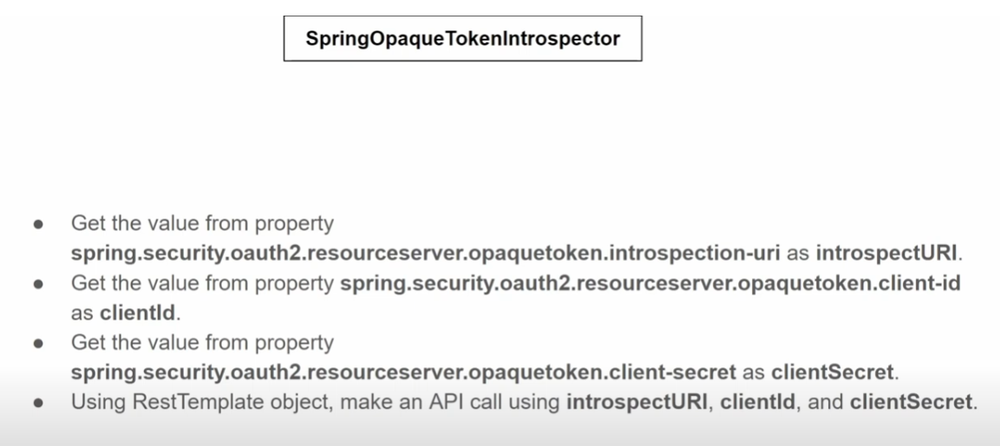 SpringOpaqueTokenIntrospector
● Get the value from property
spring.security.oauth2.resourceserver.opaquetoken.introspection-uri as introspectURI.
● Get the value from property spring.security.oauth2.resourceserver.opaquetoken.client-id
as clientId.
● Get the value from property
spring.security.oauth2.resourceserver.opaquetoken.client-secret as clientSecret.
● Using RestTemplate object, make an API call using introspectURI, clientId, and clientSecret.